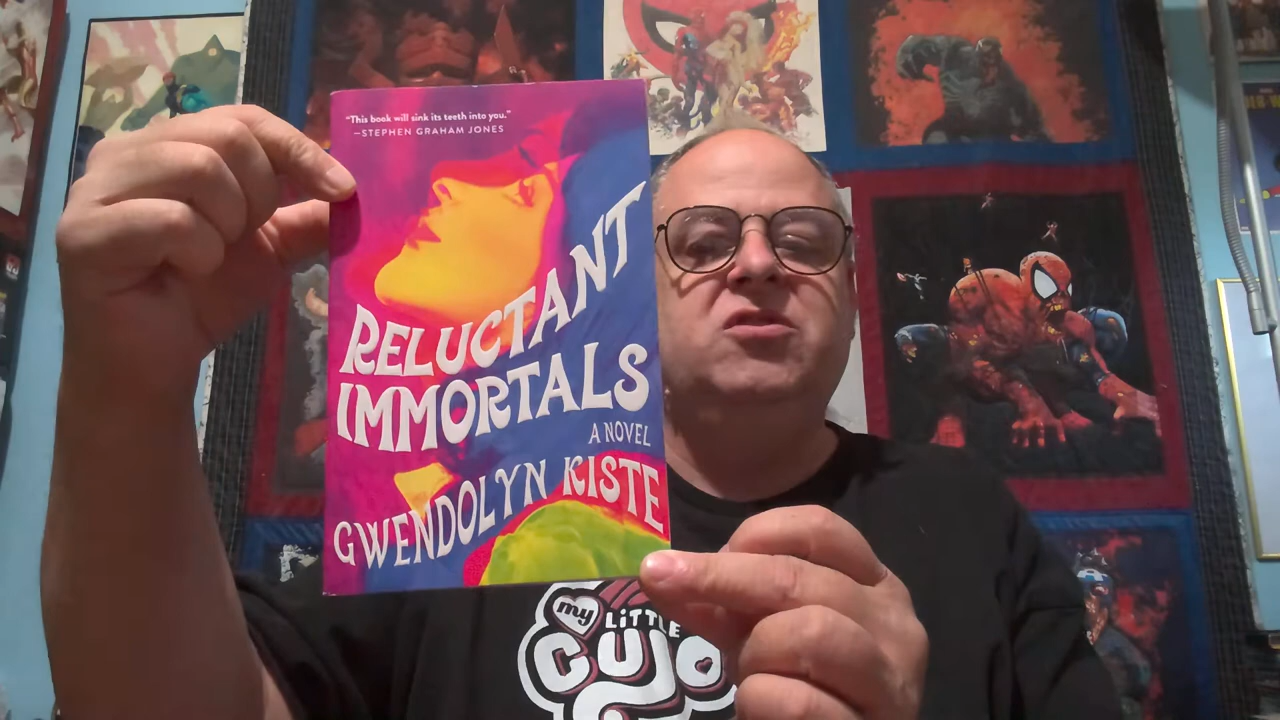 "This book will sink its teeth into you."
—STEPHEN GRAHAM JONES
RELUCTANT
IMMORTALS
A NOVEL
GWENDOLYN KISTE
my LiTTLE
CUJO